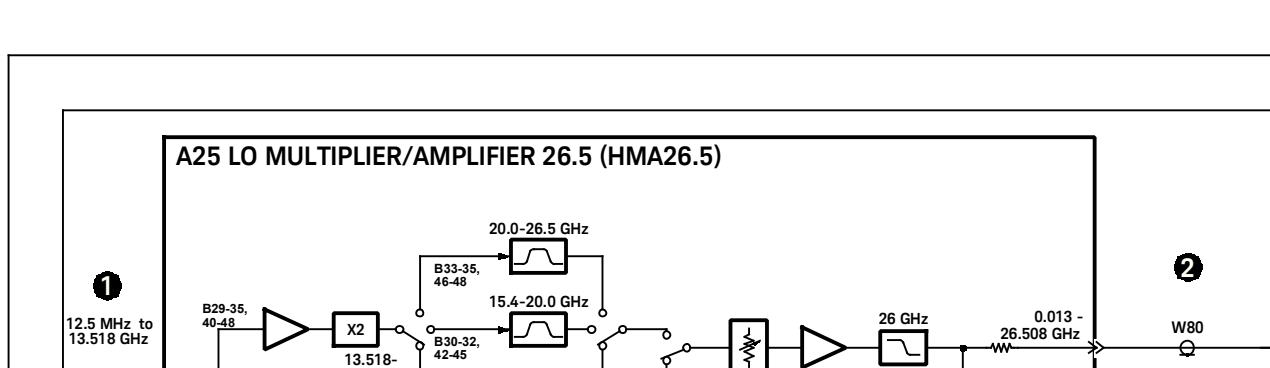 A25 LO MULTIPLIER/AMPLIFIER 26.5 (HMA26.5)
20.0-26.5 GHz
B33-35,
46-48
1
12.5 MHz to
13.518 GHz
B29-35,
40-48
X2
13.518-
15.4-20.0 GHz
B30-32,
42-45
26 GHz
0.013 -
26.508 GHz
2
W80